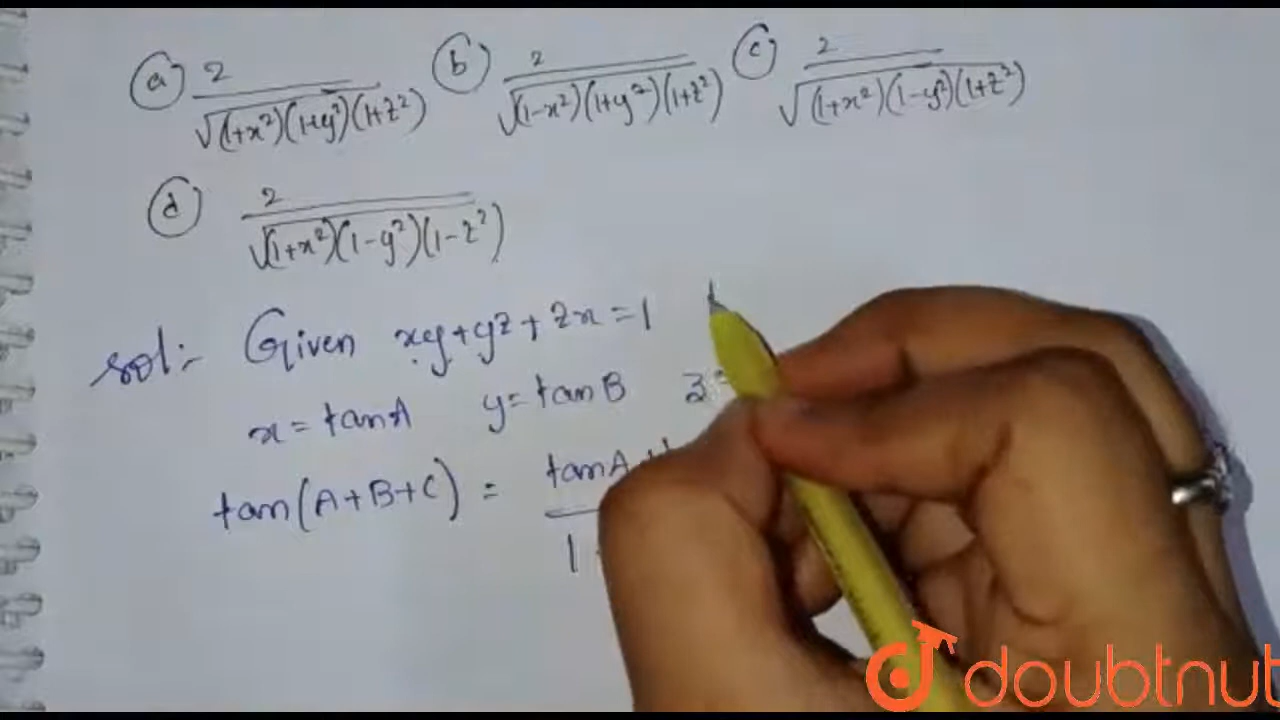 (a) 2/√(1+x²)(1+y²)(1+z²) (b) 2/√(1-x²)(1+y²)(1+z²) (c) 2/√(1+x²)(1-y²)(1+z²)
(d) 2/√(1+x²)(1-y²)(1-z²)
Sol:- Given xy+yz+zx=1
x=tanA y=tanB z=
tan(A+B+C) = tanA+
1
doubtnut